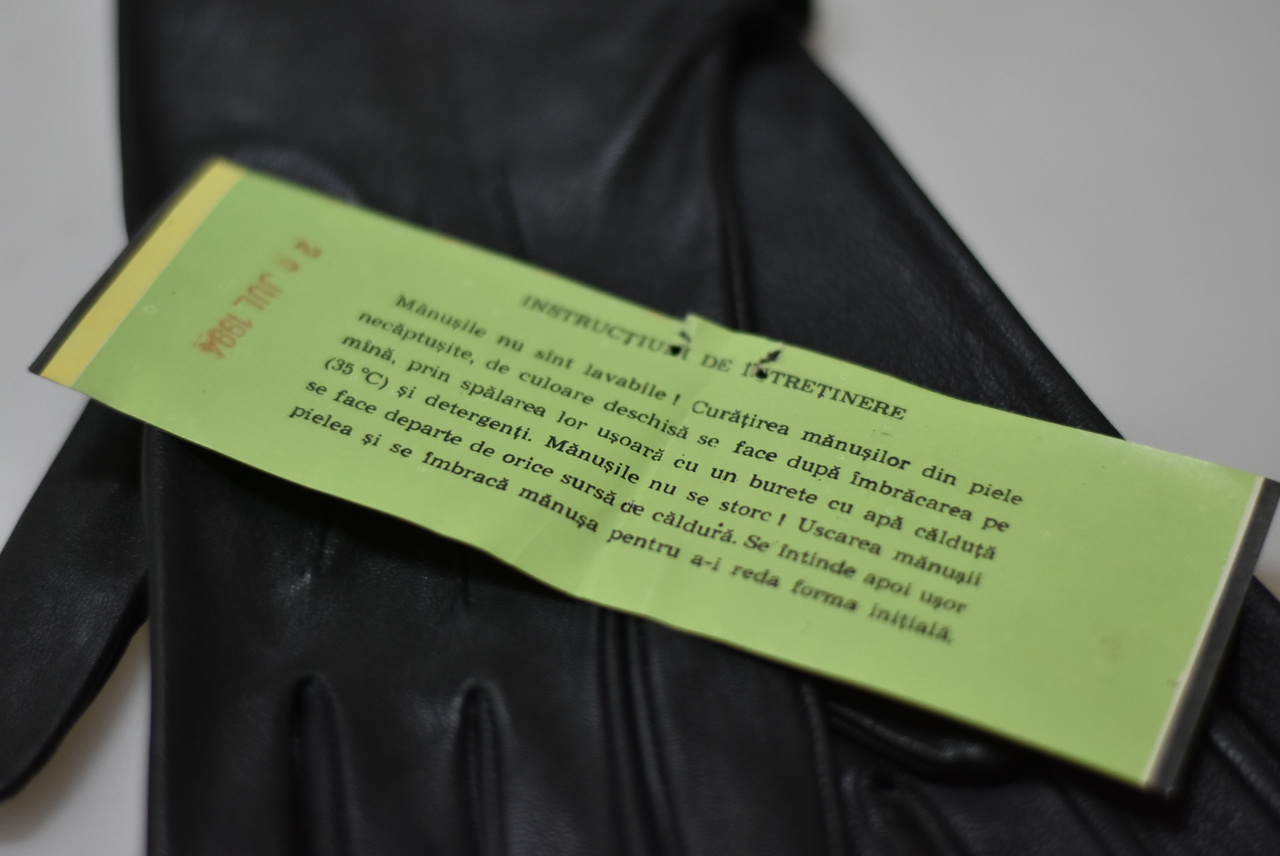 INSTRUCȚIUNI DE ÎNTREȚINERE
Mănușile nu sînt lavabile ! Curățirea mănușilor din piele
necăptușite, de culoare deschisă se face după îmbrăcarea pe
mînă, prin spălarea lor ușoară cu un burete cu apă călduță
(35 °C) și detergenți. Mănușile nu se storc ! Uscarea mănușii
se face departe de orice sursă de căldură. Se întinde apoi ușor
pielea și se îmbracă mănușa pentru a-i reda forma inițială.
JUL 1994